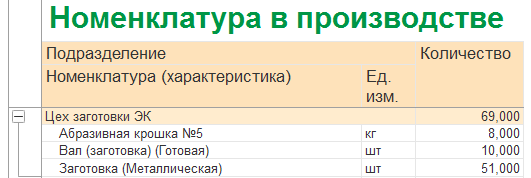 Номенклатура в производстве
Подразделение Количество
Номенклатура (характеристика) Ед. изм.
Цех заготовки ЭК 69,000
Абразивная крошка №5 кг 8,000
Вал (заготовка) (Готовая) шт 10,000
Заготовка (Металлическая) шт 51,000